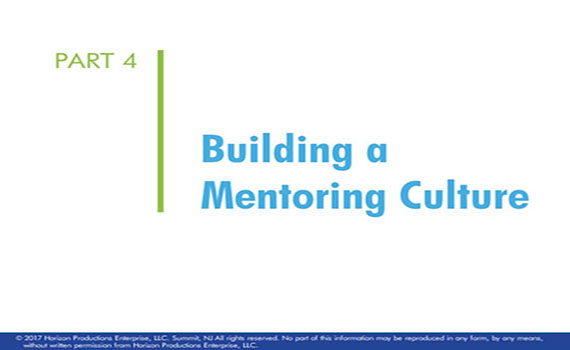 PART 4
Building a
Mentoring Culture
© 2017 Horizon Productions Enterprise, LLC. Summit, NJ All rights reserved. No part of this information may be reproduced in any form, by any means,
without written permission from Horizon Productions Enterprise, LLC.